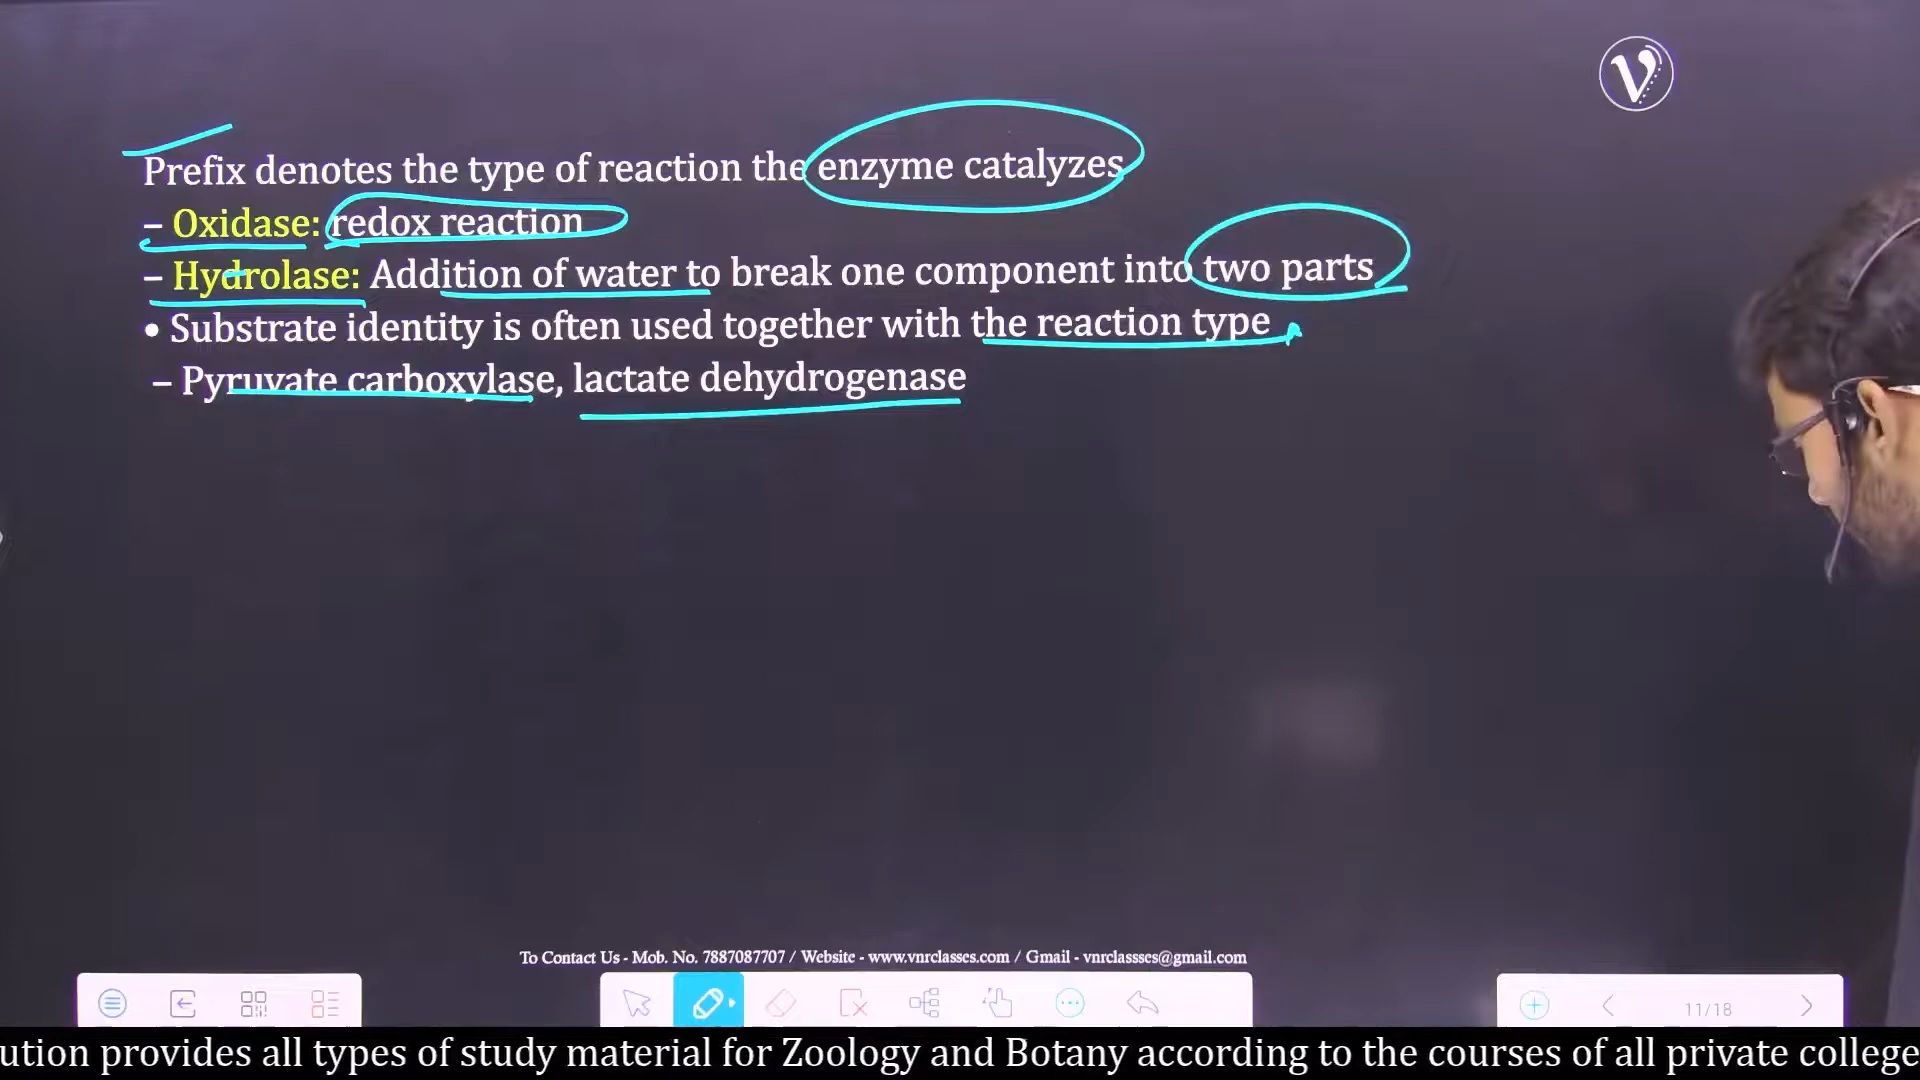 Prefix denotes the type of reaction the enzyme catalyzes
– Oxidase: redox reaction
– Hydrolase: Addition of water to break one component into two parts
• Substrate identity is often used together with the reaction type
– Pyruvate carboxylase, lactate dehydrogenase
To Contact Us - Mob. No. 7887087707 / Website - www.vnrclasses.com / Gmail - vnrclassses@gmail.com
11/18
ution provides all types of study material for Zoology and Botany according to the courses of all private college